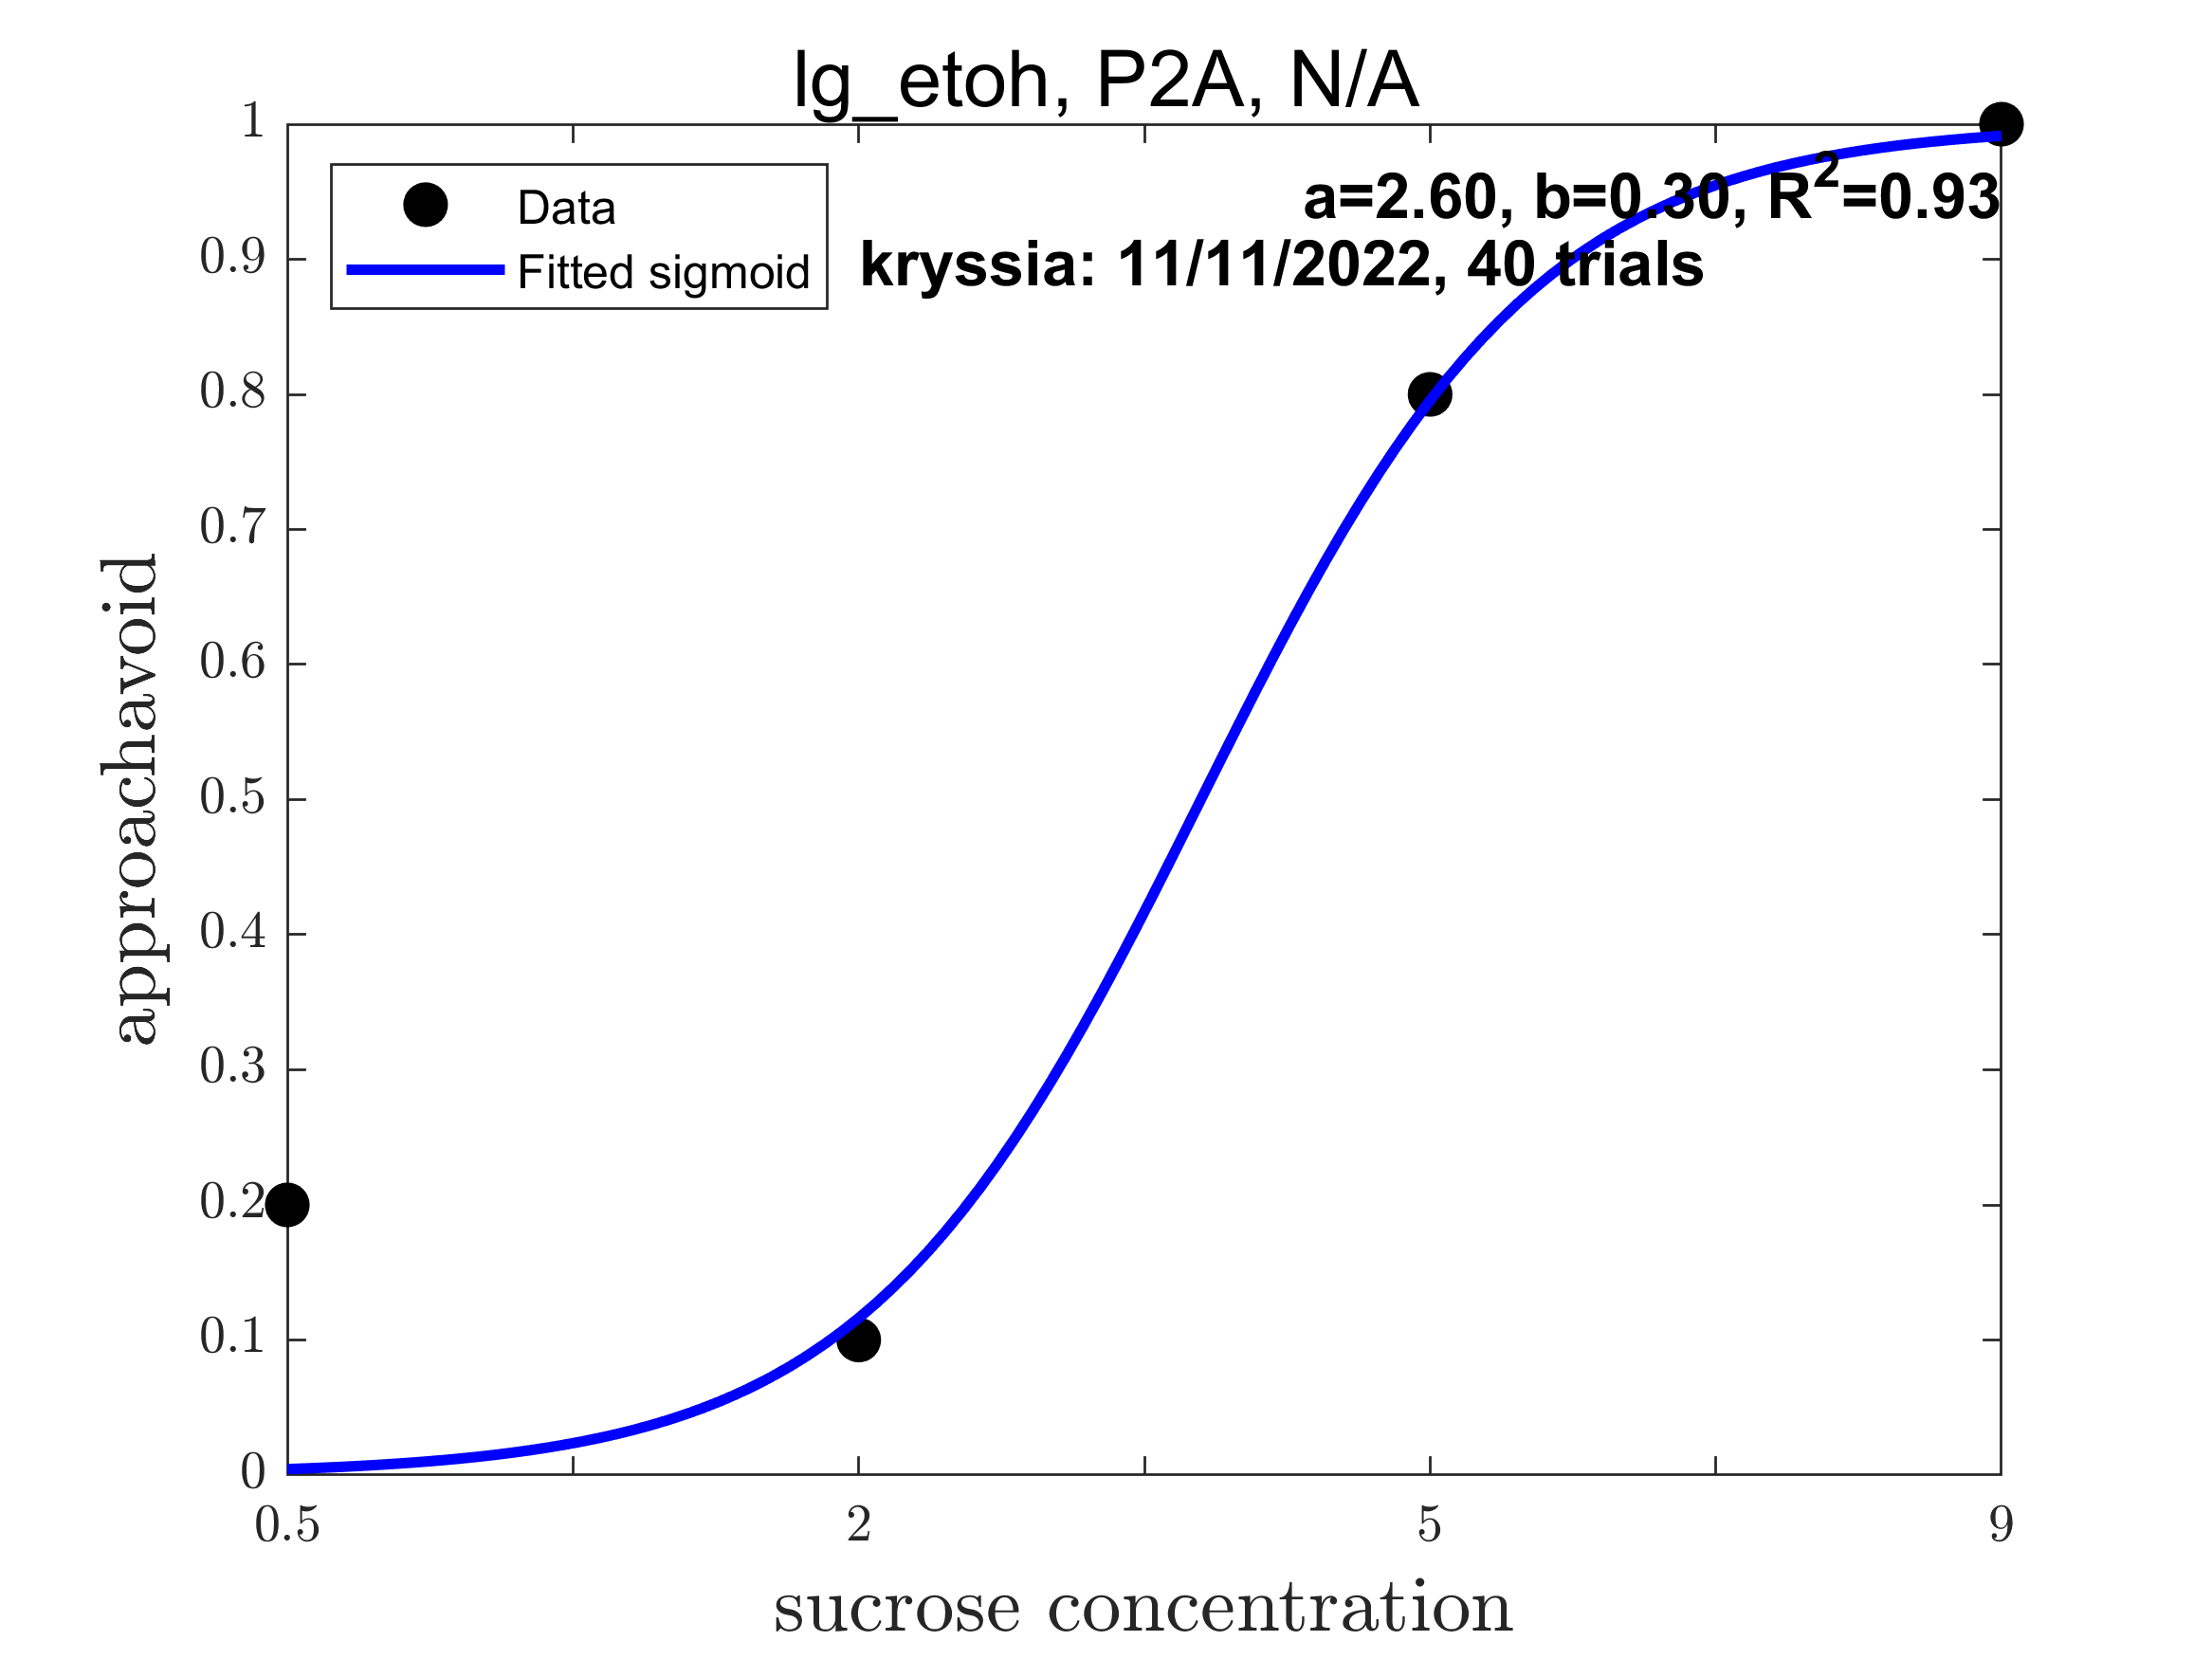 lg_etoh, P2A, N/A
Data
Fitted sigmoid
a=2.60, b=0.30, R²=0.93
kryssia: 11/11/2022, 40 trials
1
0.9
0.8
0.7
0.6
0.5
0.4
0.3
0.2
0.1
0
approachavoid
0.5 2 5 9
sucrose concentration